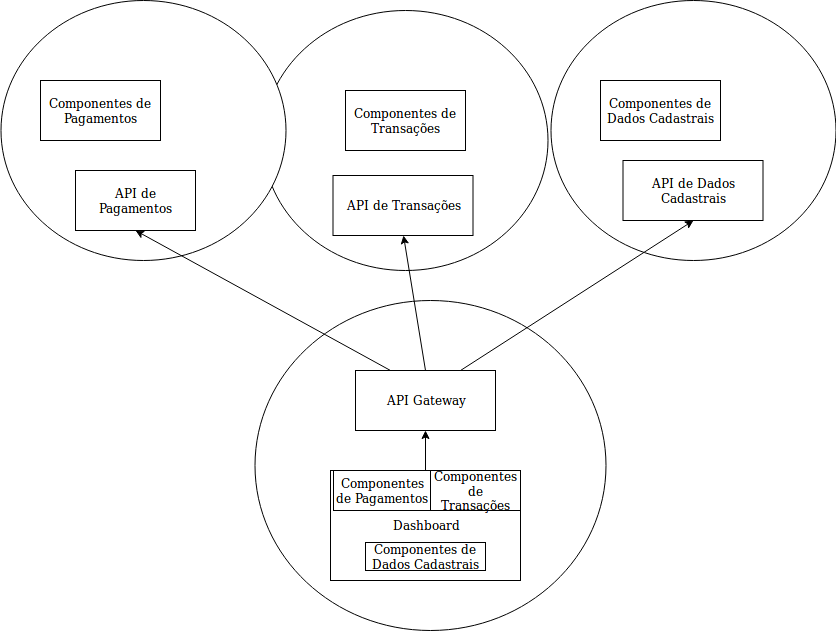 Componentes de
Pagamentos
API de
Pagamentos
Componentes de
Transações
API de Transações
Componentes de
Dados Cadastrais
API de Dados
Cadastrais
API Gateway
Componentes
de Pagamentos
Componentes
de
Transações
Dashboard
Componentes de
Dados Cadastrais